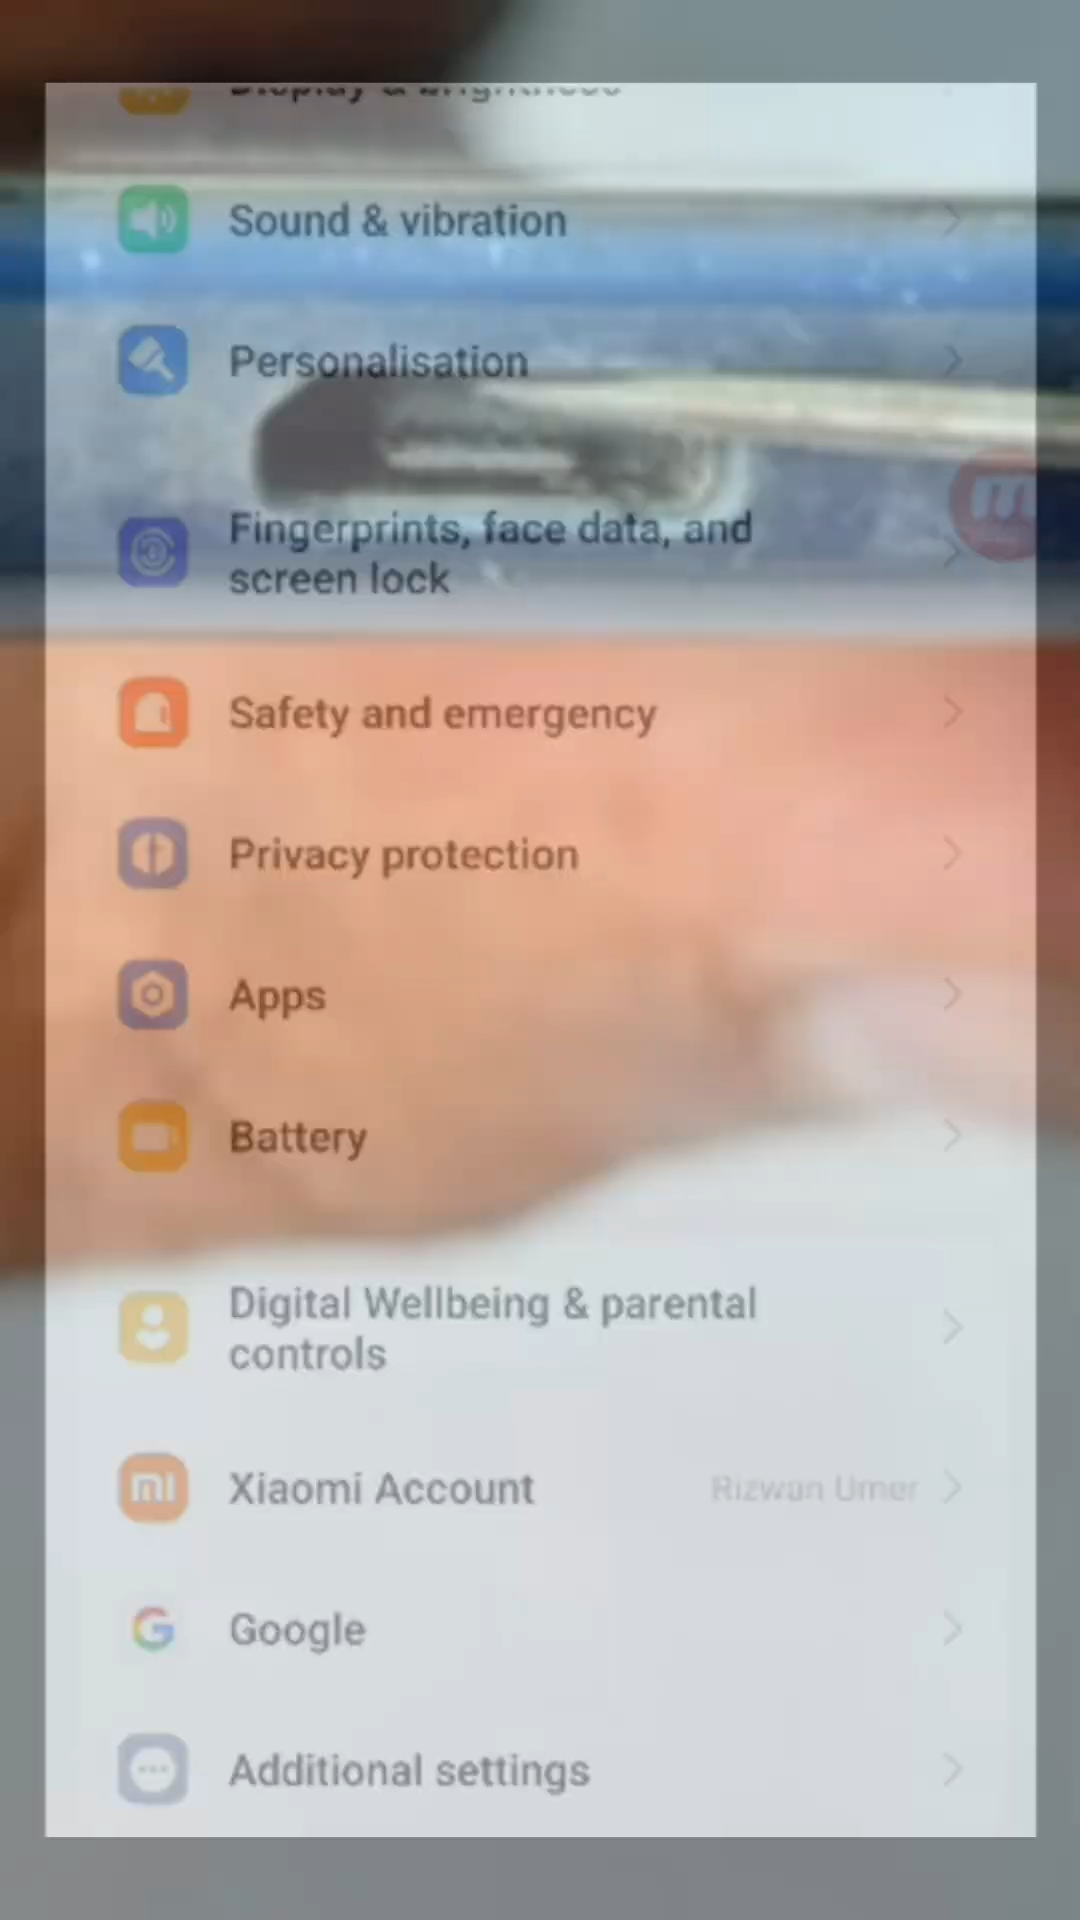 Display & brightness
Sound & vibration
Personalisation
Fingerprints, face data, and
screen lock
Safety and emergency
Privacy protection
Apps
Battery
Digital Wellbeing & parental
controls
mi
Xiaomi Account
Rizwan Umer
G
Google
Additional settings